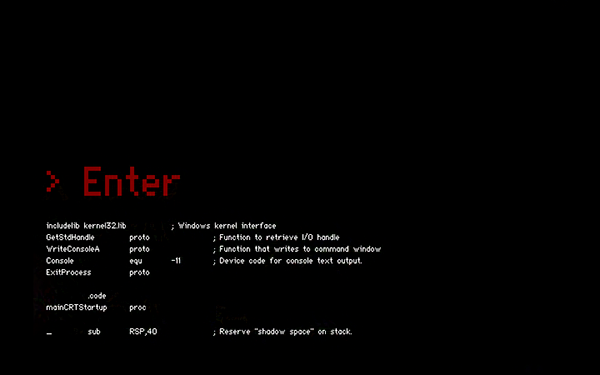 > Enter
includelib kernel32.lib ; Windows kernel interface
GetStdHandle proto ; Function to retrieve I/O handle
WriteConsoleA proto ; Function that writes to command window
Console equ -11 ; Device code for console text output.
ExitProcess proto
.code
mainCRTStartup proc
_ sub RSP,40 ; Reserve "shadow space" on stack.